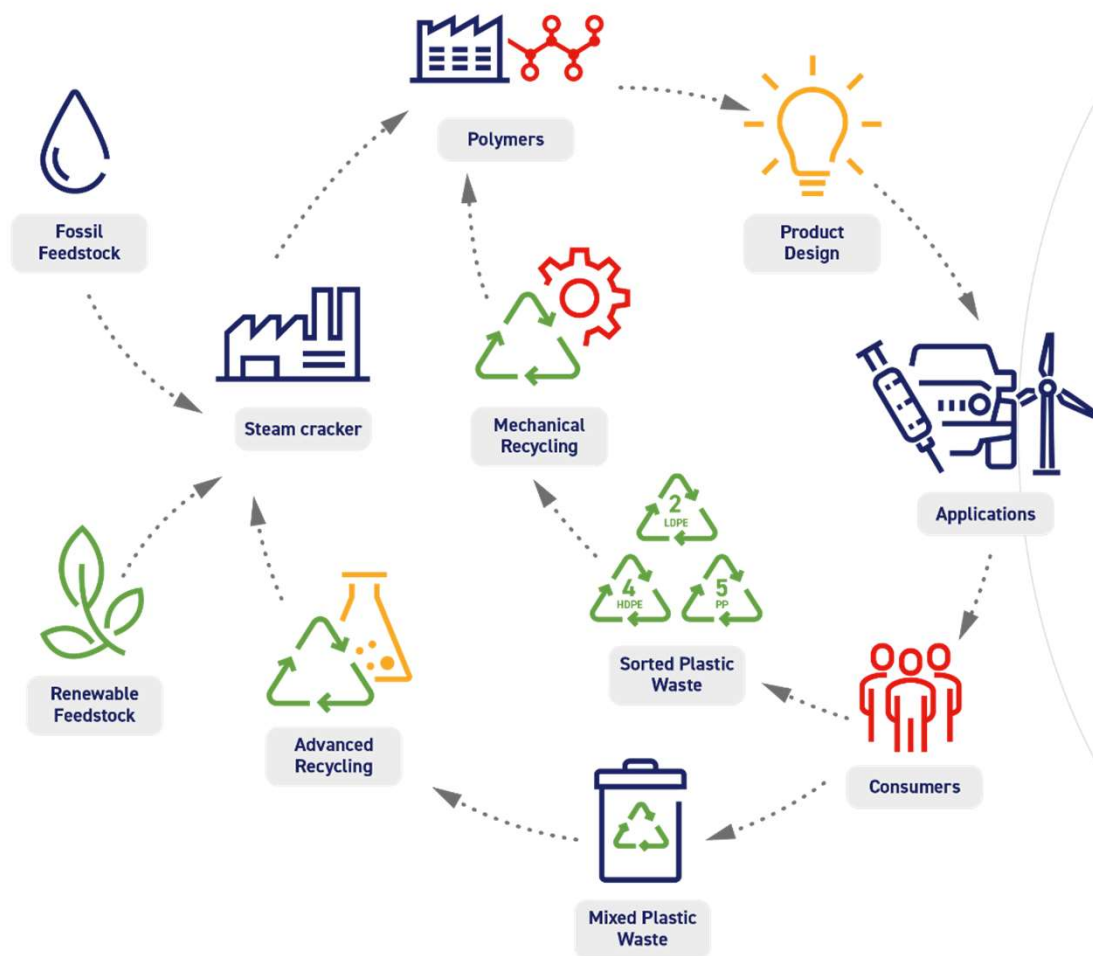 Polymers
Fossil
Feedstock
Product
Design
Steam cracker
Mechanical
Recycling
2
LDPE
4
HDPE
5
PP
Applications
Sorted Plastic
Waste
Renewable
Feedstock
Advanced
Recycling
Consumers
Mixed Plastic
Waste